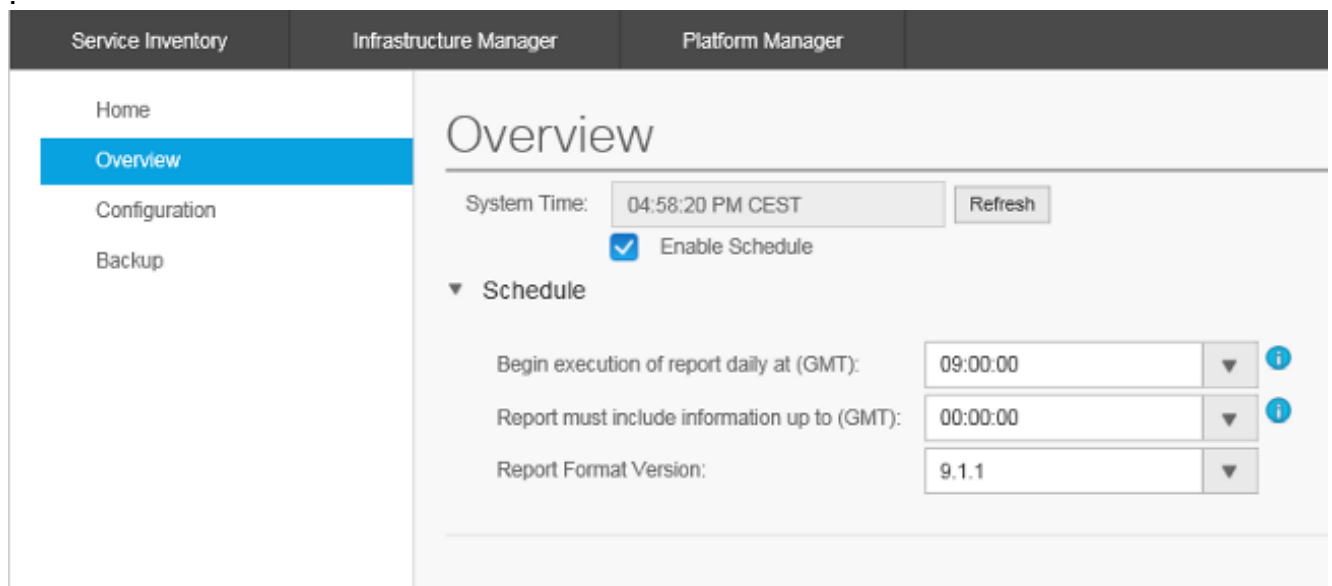 Service Inventory Infrastructure Manager Platform Manager
Home
Overview
Configuration
Backup
Overview
System Time: 04:58:20 PM CEST Refresh
Enable Schedule
Schedule
Begin execution of report daily at (GMT): 09:00:00
Report must include information up to (GMT): 00:00:00
Report Format Version: 9.1.1